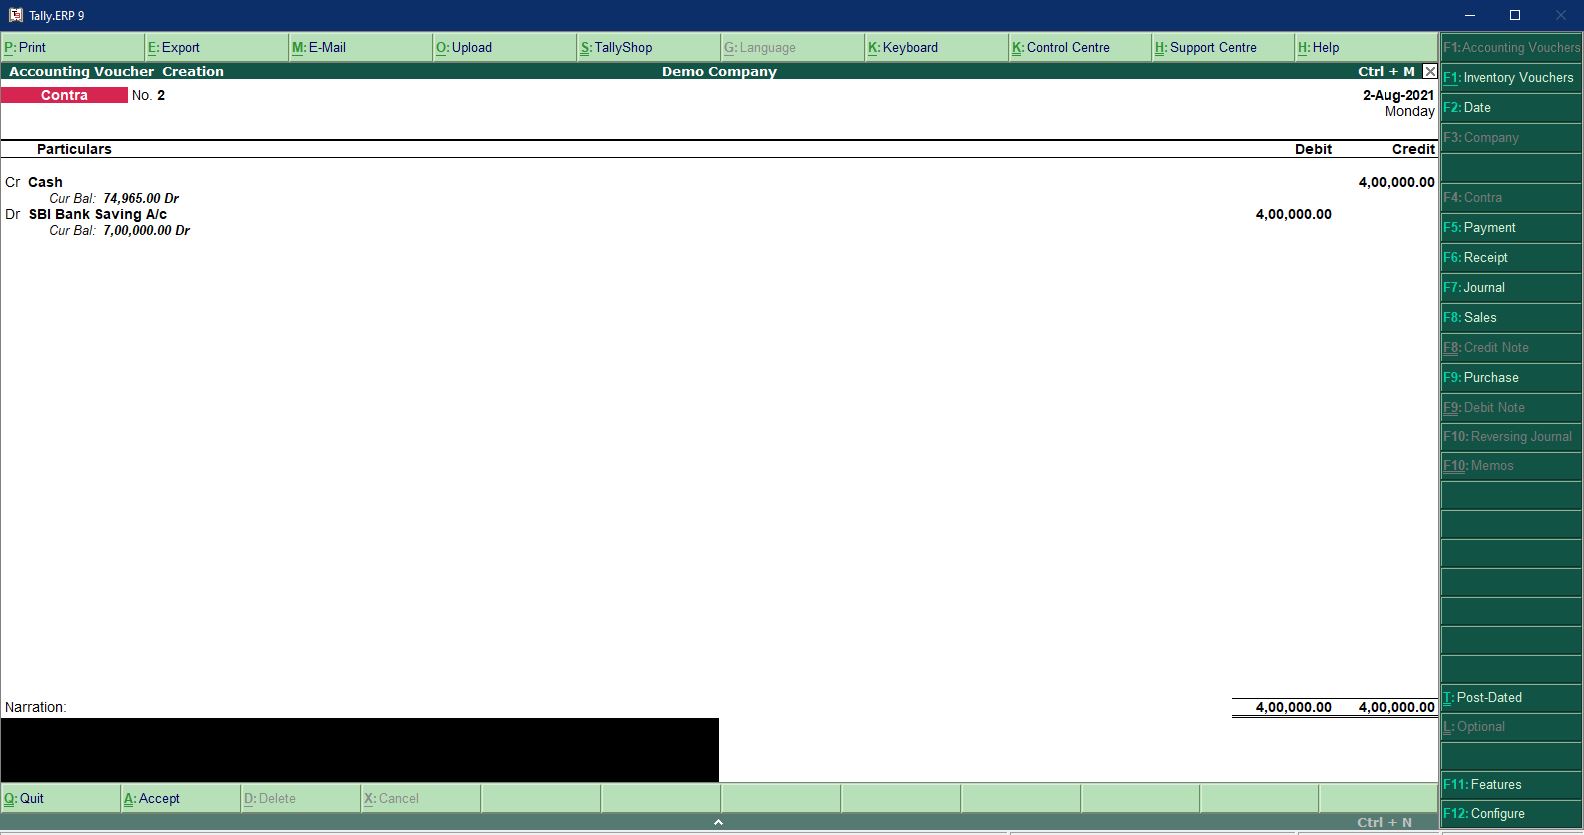 Tally.ERP 9
P: Print E: Export M: E-Mail O: Upload S: TallyShop G: Language K: Keyboard K: Control Centre H: Support Centre H: Help
Accounting Voucher Creation Demo Company Ctrl + M
Contra No. 2 2-Aug-2021
Monday
Particulars Debit Credit
Cr Cash 4,00,000.00
Cur Bal: 74,965.00 Dr
Dr SBI Bank Saving A/c 4,00,000.00
Cur Bal: 7,00,000.00 Dr
Narration: 4,00,000.00 4,00,000.00
Q: Quit A: Accept D: Delete X: Cancel
Ctrl + N
F1: Accounting Vouchers
F1: Inventory Vouchers
F2: Date
F3: Company
F4: Contra
F5: Payment
F6: Receipt
F7: Journal
F8: Sales
F8: Credit Note
F9: Purchase
F9: Debit Note
F10: Reversing Journal
F10: Memos
T: Post-Dated
L: Optional
F11: Features
F12: Configure